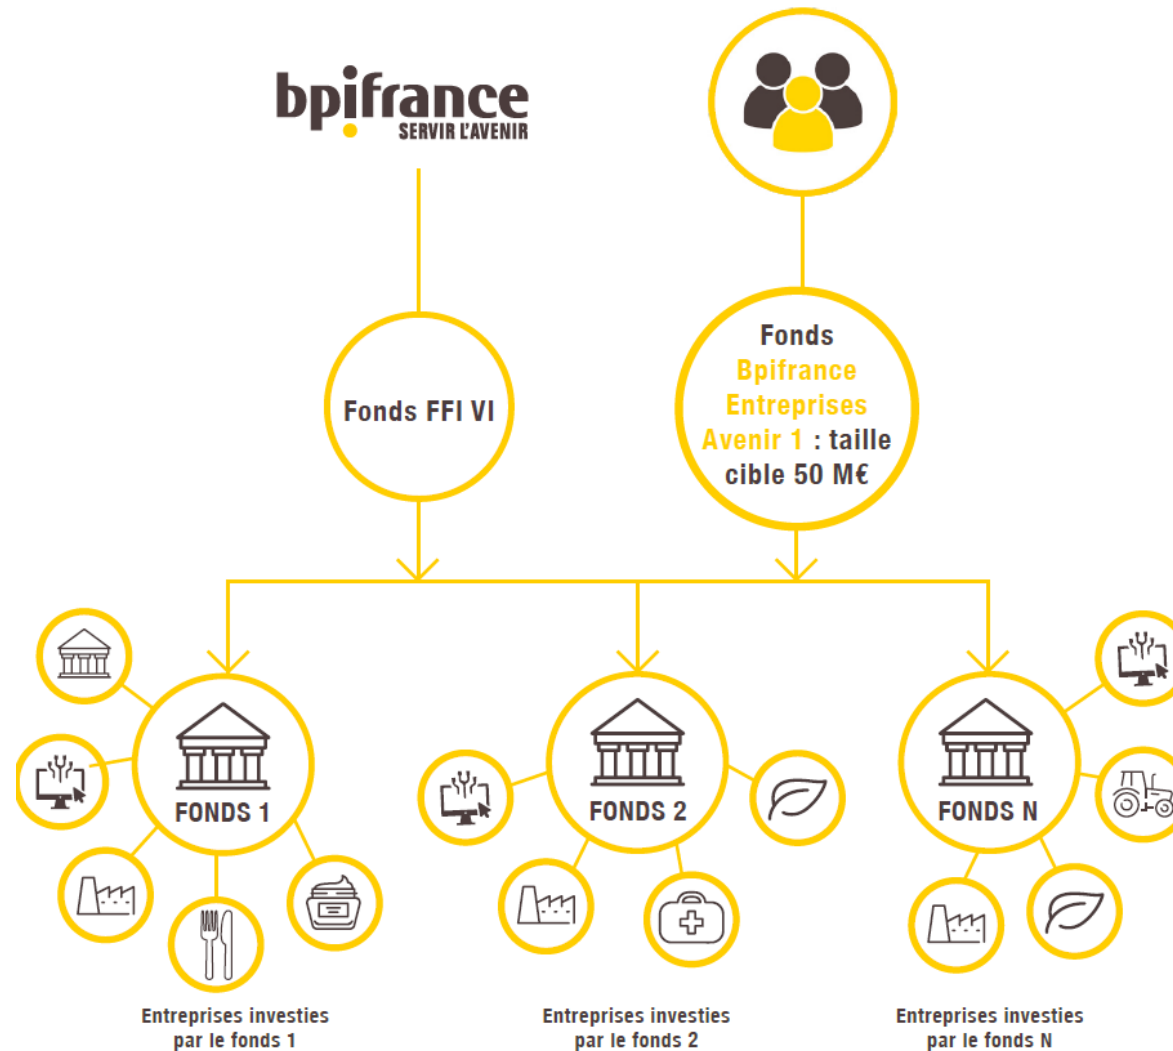 bpifrance
SERVIR L'AVENIR
Fonds FFI VI
Fonds
Bpifrance
Entreprises
Avenir 1 : taille
cible 50 M€
FONDS 1
FONDS 2
FONDS N
Entreprises investies
par le fonds 1
Entreprises investies
par le fonds 2
Entreprises investies
par le fonds N